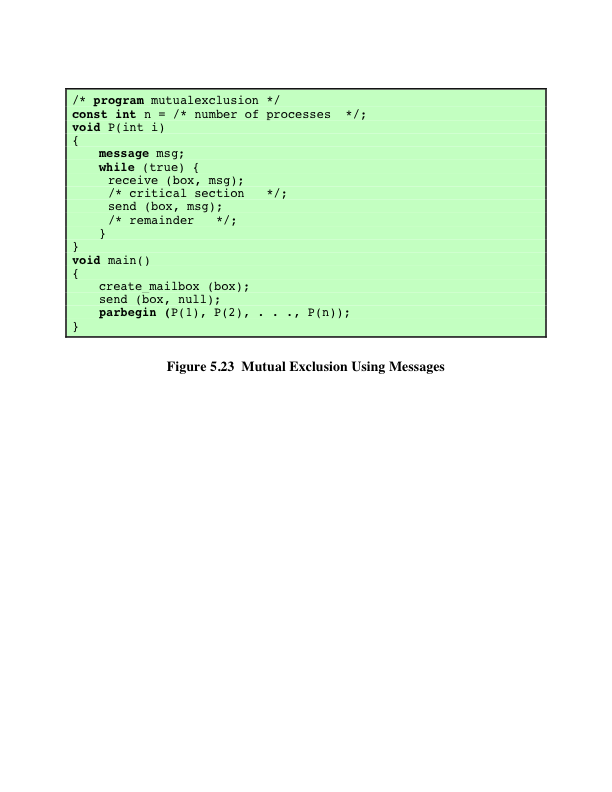 /* program mutualexclusion */
const int n = /* number of processes  */;
void P(int i)
{
   message msg;
   while (true) {
    receive (box, msg);
    /* critical section   */;
    send (box, msg);
    /* remainder   */;
   }
}
void main()
{
   create_mailbox (box);
   send (box, null);
   parbegin (P(1), P(2), . . ., P(n));
}
Figure 5.23  Mutual Exclusion Using Messages